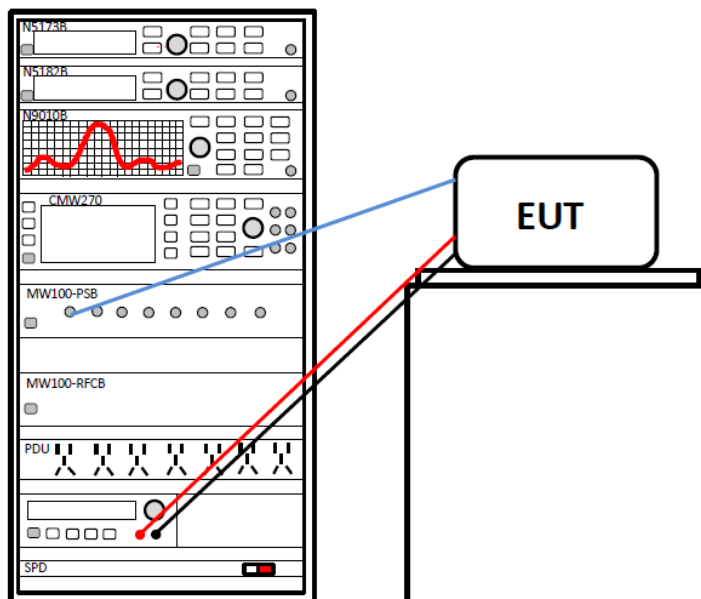 N5173B
N5182B
N9010B
CMW270
EUT
MW100-PSB
MW100-RFCB
PDU
SPD